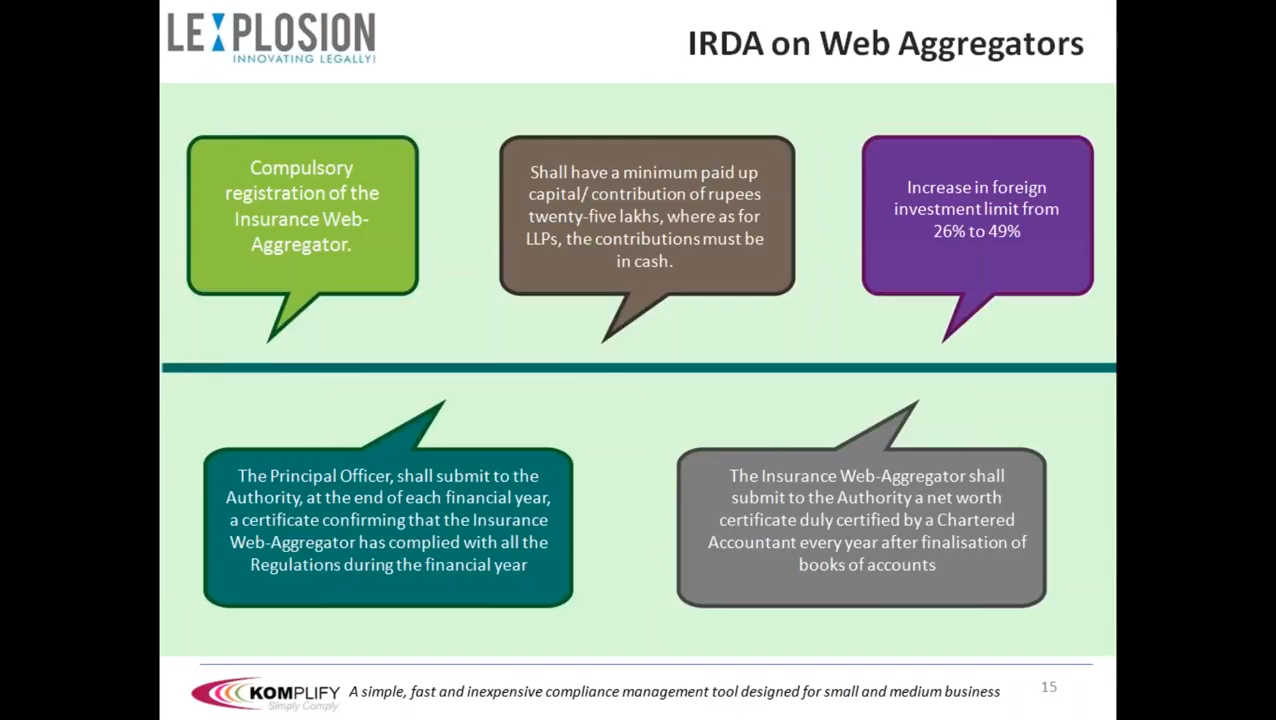 LEXPLOSION
INNOVATING LEGALLY!
IRDA on Web Aggregators
Compulsory
registration of the
Insurance Web-
Aggregator.
Shall have a minimum paid up
capital/ contribution of rupees
twenty-five lakhs, where as for
LLPs, the contributions must be
in cash.
Increase in foreign
investment limit from
26% to 49%
The Principal Officer, shall submit to the
Authority, at the end of each financial year,
a certificate confirming that the Insurance
Web-Aggregator has complied with all the
Regulations during the financial year
The Insurance Web-Aggregator shall
submit to the Authority a net worth
certificate duly certified by a Chartered
Accountant every year after finalisation of
books of accounts
KOMPLIFY
Simply Comply
A simple, fast and inexpensive compliance management tool designed for small and medium business
15